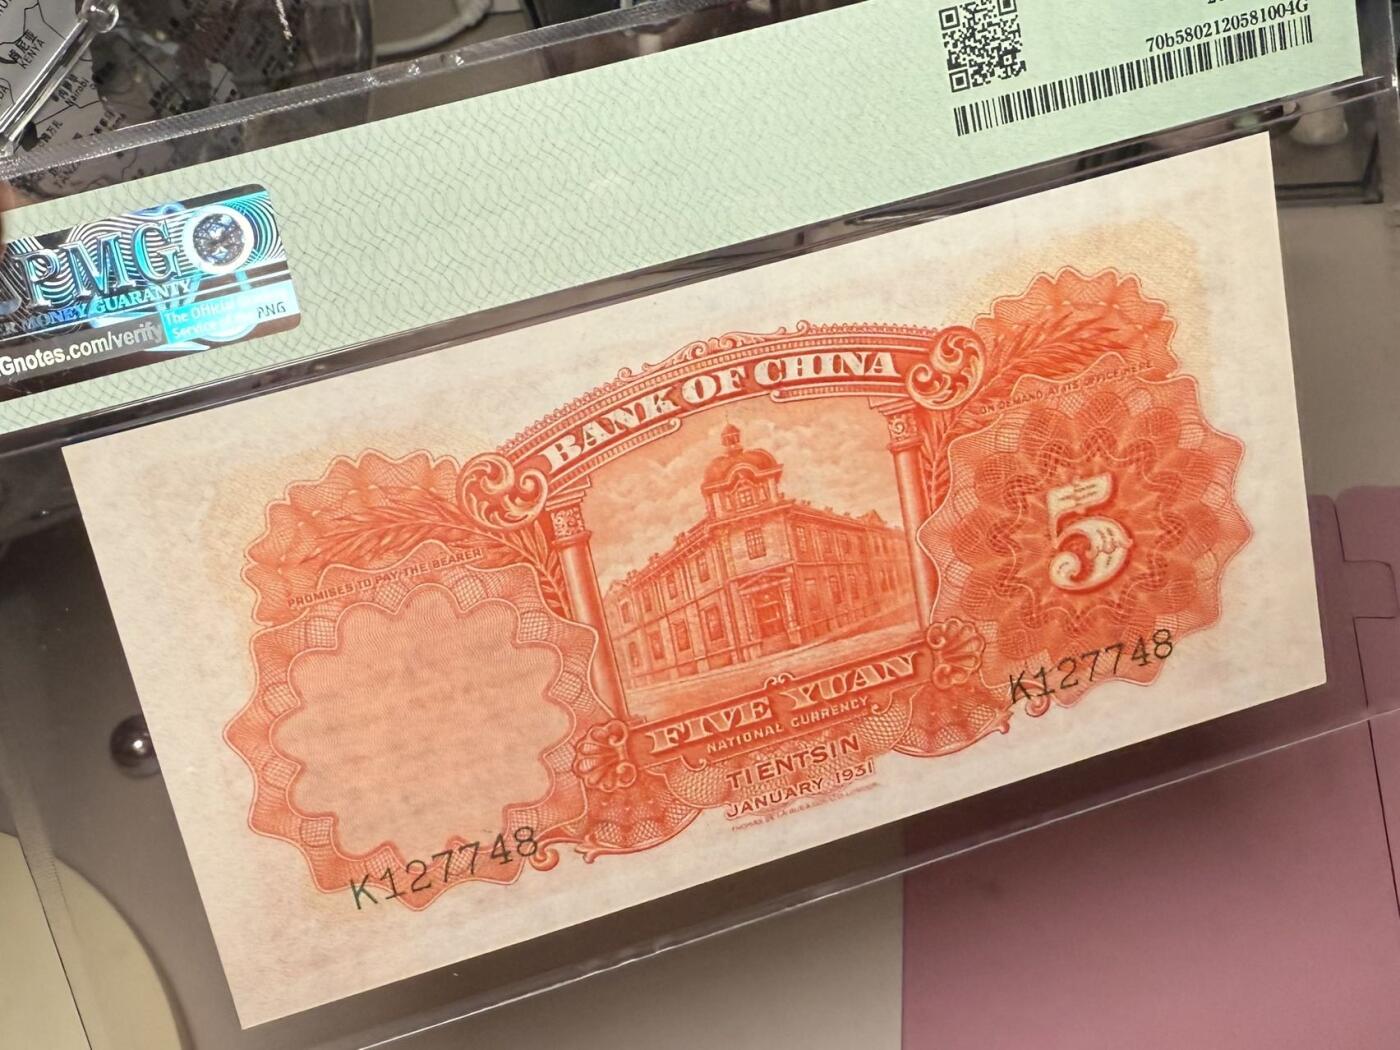 KENYA
70b5802120581004G
PMG
MONEY GUARANTY
Gnotes.com/verify
The Official
Service of the PNG
BANK OF CHINA
ON DEMAND AT ITS OFFICE HERE
PROMISES TO PAY THE BEARER
5
K127748
FIVE YUAN
NATIONAL CURRENCY
TIENTSIN
JANUARY 1931
K127748